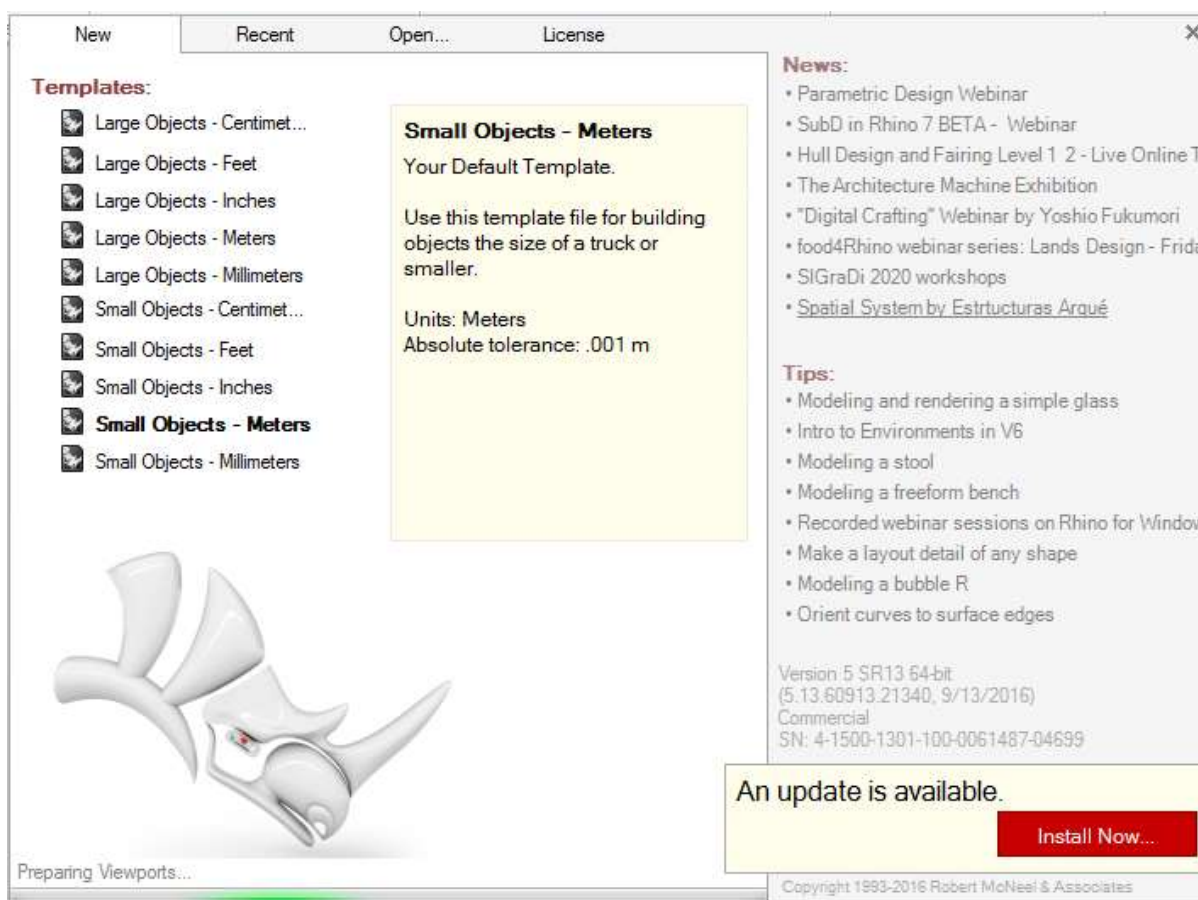 New
Recent
Open...
License
Templates:
Large Objects - Centimet...
Large Objects - Feet
Large Objects - Inches
Large Objects - Meters
Large Objects - Millimeters
Small Objects - Centimet...
Small Objects - Feet
Small Objects - Inches
Small Objects - Meters
Small Objects - Millimeters
Small Objects - Meters
Your Default Template.
Use this template file for building
objects the size of a truck or
smaller.
Units: Meters
Absolute tolerance: .001 m
Preparing Viewports...
News:
• Parametric Design Webinar
• SubD in Rhino 7 BETA - Webinar
• Hull Design and Fairing Level 1 2 - Live Online T
• The Architecture Machine Exhibition
• "Digital Crafting" Webinar by Yoshio Fukumori
• food4Rhino webinar series: Lands Design - Frida
• SIGraDi 2020 workshops
• Spatial System by Estrtucturas Arqué
Tips:
• Modeling and rendering a simple glass
• Intro to Environments in V6
• Modeling a stool
• Modeling a freeform bench
• Recorded webinar sessions on Rhino for Window
• Make a layout detail of any shape
• Modeling a bubble R
• Orient curves to surface edges
Version 5 SR13 64-bit
(5.13.60913.21340, 9/13/2016)
Commercial
SN: 4-1500-1301-100-0061487-04699
An update is available.
Install Now...
Copyright 1993-2016 Robert McNeel & Associates